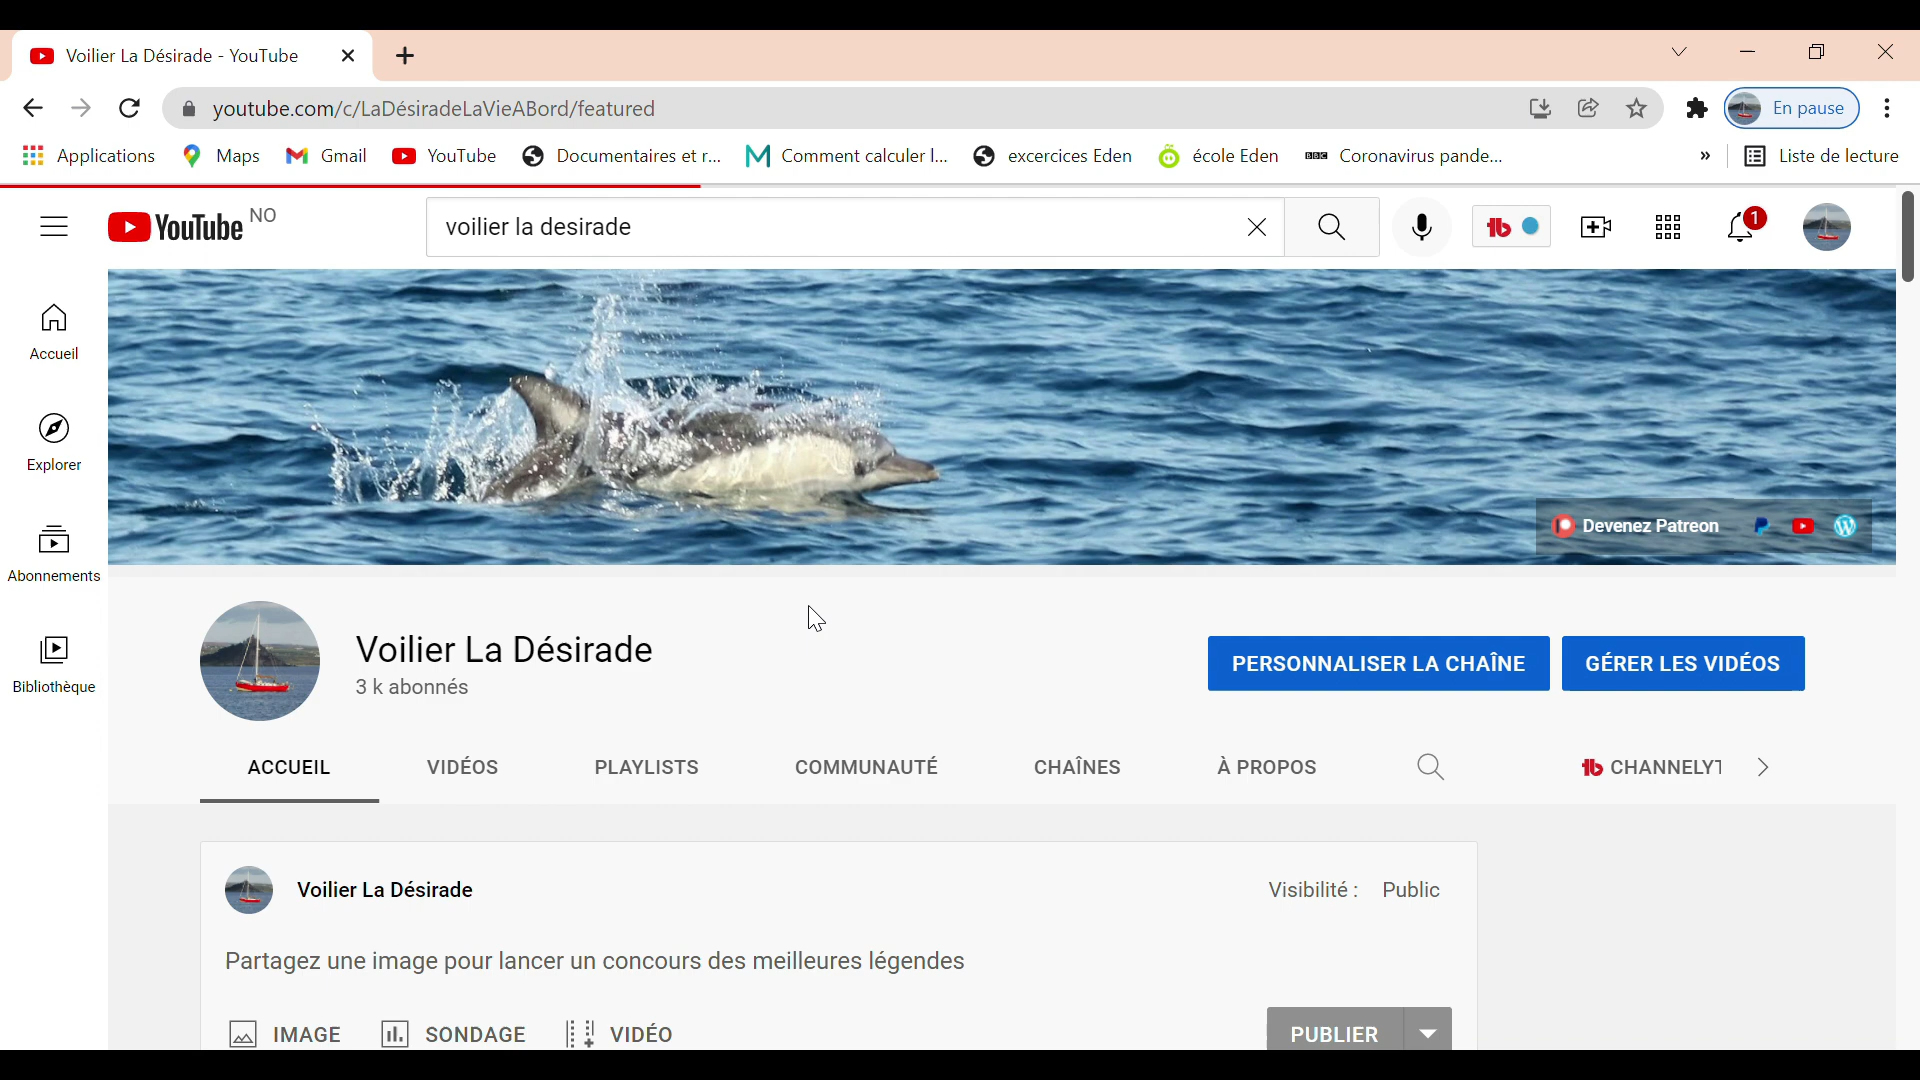 Voilier La Désirade - YouTube
youtube.com/c/LaDésiradelaVieABord/featured
En pause
Applications Maps Gmail YouTube Documentaires et r... Comment calculer l... excercices Eden école Eden BBC Coronavirus pande... » Liste de lecture
YouTube NO
voilier la desirade
1
Accueil
Explorer
Abonnements
Bibliothèque
Devenez Patreon
Voilier La Désirade
3 k abonnés
PERSONNALISER LA CHAÎNE GÉRER LES VIDÉOS
ACCUEIL VIDÉOS PLAYLISTS COMMUNAUTÉ CHAÎNES À PROPOS CHANNELYT
Voilier La Désirade Visibilité : Public
Partagez une image pour lancer un concours des meilleures légendes
IMAGE SONDAGE VIDÉO PUBLIER